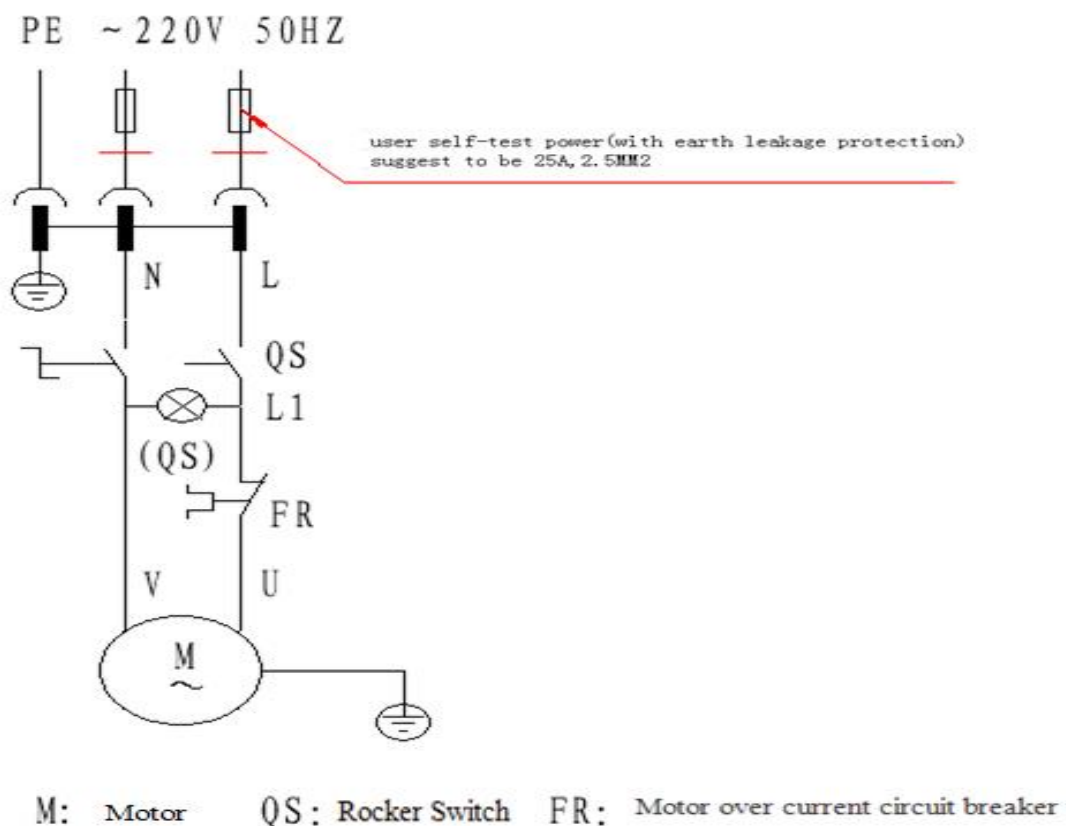 PE ~220V 50HZ
user self-test power(with earth leakage protection)
suggest to be 25A,2.5MM2
N L
QS
L1
(QS)
FR
V U
M
~
M: Motor QS: Rocker Switch FR: Motor over current circuit breaker